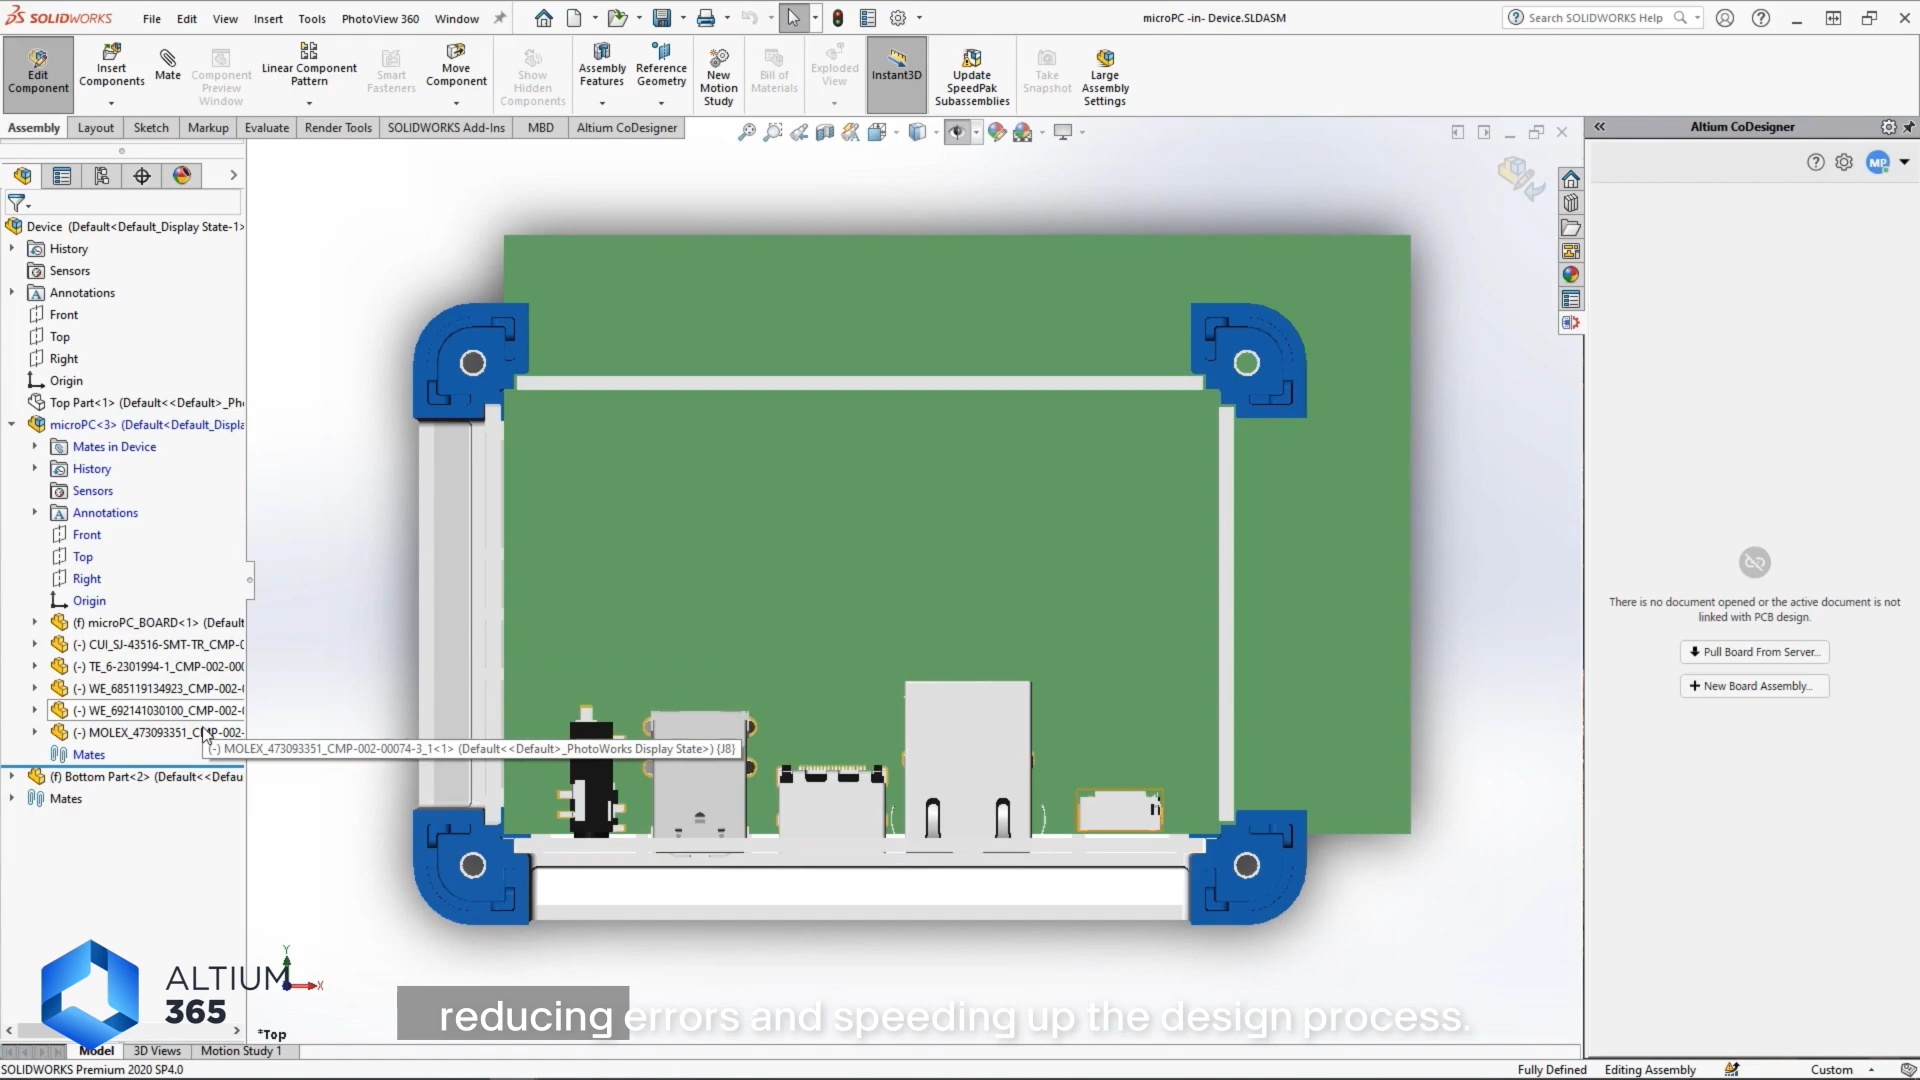 SOLIDWORKS
File Edit View Insert Tools PhotoView 360 Window
microPC -in- Device.SLDASM
Search SOLIDWORKS Help
Edit Component
Insert Components
Mate
Component Preview Window
Linear Component Pattern
Smart Fasteners
Move Component
Show Hidden Components
Assembly Features
Reference Geometry
New Motion Study
Bill of Materials
Exploded View
Instant3D
Update SpeedPak Subassemblies
Take Snapshot
Large Assembly Settings
Assembly Layout Sketch Markup Evaluate Render Tools SOLIDWORKS Add-Ins MBD Altium CoDesigner
Altium CoDesigner
MP
Device (Default<Default_Display State-1>
History
Sensors
Annotations
Front
Top
Right
Origin
Top Part<1> (Default<<Default>_Ph
microPC<3> (Default<Default_Displa
Mates in Device
History
Sensors
Annotations
Front
Top
Right
Origin
(f) microPC_BOARD<1> (Default
(-) CUI_SJ-43516-SMT-TR_CMP-0
(-) TE_6-2301994-1_CMP-002-000
(-) WE_685119134923_CMP-002-
(-) WE_692141030100_CMP-002-
(-) MOLEX_473093351_CMP-002-
(-) MOLEX_473093351_CMP-002-00074-3_1<1> (Default<<Default>_PhotoWorks Display State>) {J8}
Mates
(f) Bottom Part<2> (Default<<Defau
Mates
There is no document opened or the active document is not
linked with PCB design.
Pull Board From Server...
New Board Assembly...
ALTIUM
365
Y
X
*Top
reducing errors and speeding up the design process.
Model 3D Views Motion Study 1
SOLIDWORKS Premium 2020 SP4.0
Fully Defined Editing Assembly Custom